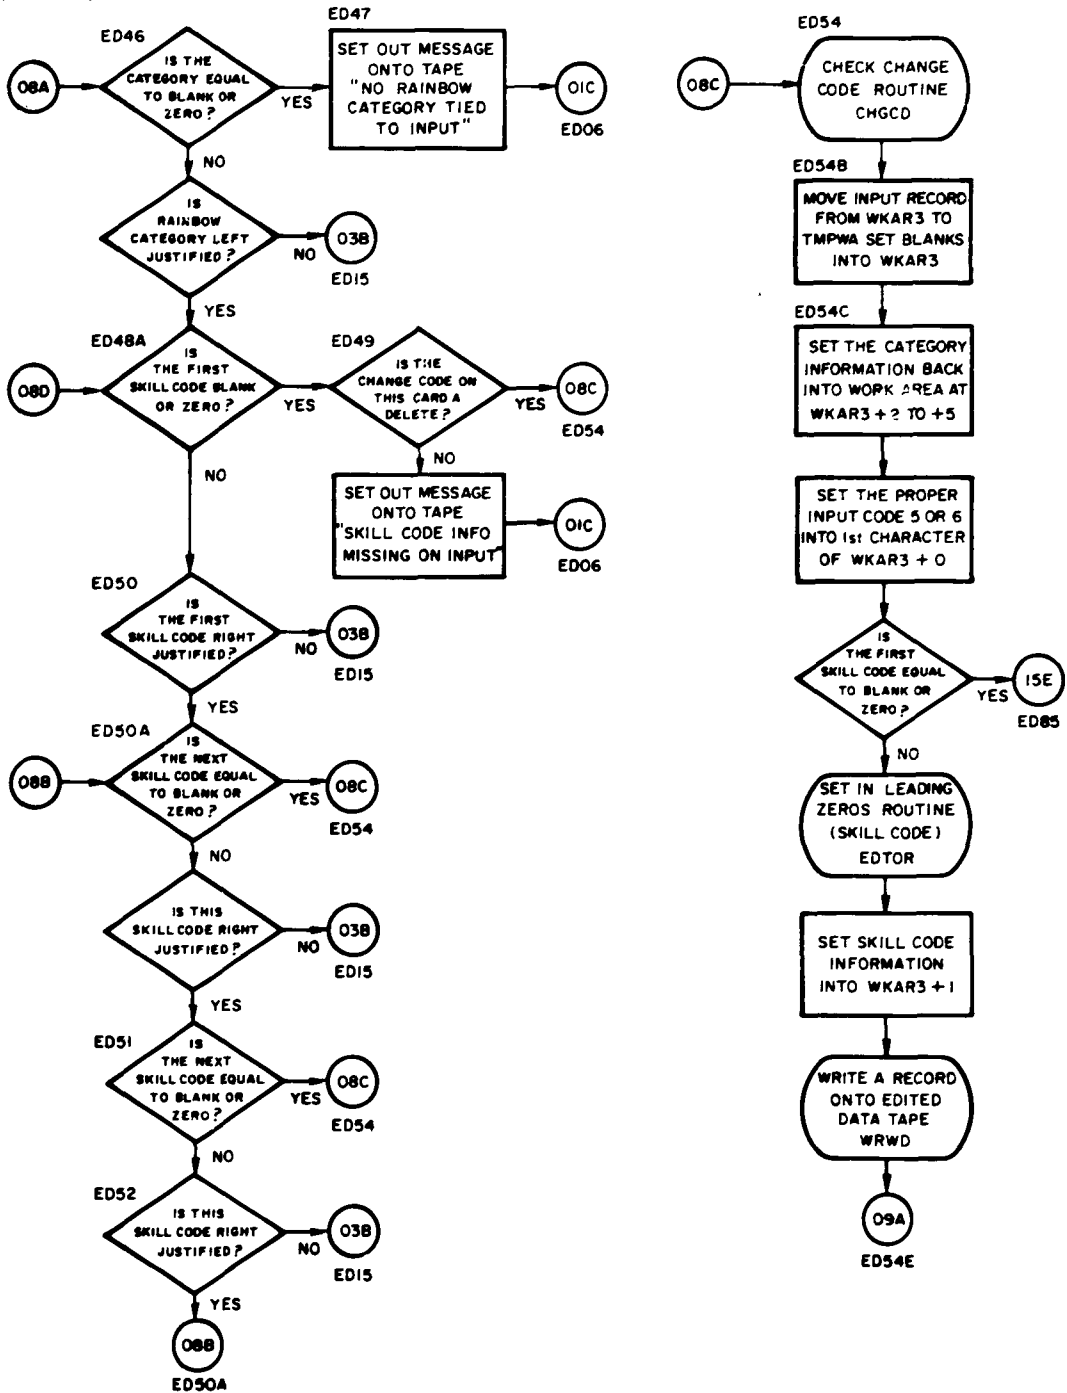 ED46
08A
IS THE
CATEGORY EQUAL
TO BLANK OR
ZERO?
YES
NO
ED47
SET OUT MESSAGE
ONTO TAPE
"NO RAINBOW
CATEGORY TIED
TO INPUT"
01C
ED06
IS
RAINBOW
CATEGORY LEFT
JUSTIFIED?
NO
03B
ED15
YES
ED48A
08D
IS
THE FIRST
SKILL CODE BLANK
OR ZERO?
YES
NO
ED49
IS THE
CHANGE CODE ON
THIS CARD A
DELETE?
YES
08C
ED54
NO
SET OUT MESSAGE
ONTO TAPE
"SKILL CODE INFO
MISSING ON INPUT"
01C
ED06
ED50
IS
THE FIRST
SKILL CODE RIGHT
JUSTIFIED?
NO
03B
ED15
YES
ED50A
08B
IS
THE NEXT
SKILL CODE EQUAL
TO BLANK OR
ZERO?
YES
08C
ED54
NO
IS THIS
SKILL CODE RIGHT
JUSTIFIED?
NO
03B
ED15
YES
ED51
IS
THE NEXT
SKILL CODE EQUAL
TO BLANK OR
ZERO?
YES
08C
ED54
NO
ED52
IS THIS
SKILL CODE RIGHT
JUSTIFIED?
NO
03B
ED15
YES
08B
ED50A
ED54
08C
CHECK CHANGE
CODE ROUTINE
CHGCD
ED54B
MOVE INPUT RECORD
FROM WKAR3 TO
TMPWA SET BLANKS
INTO WKAR3
ED54C
SET THE CATEGORY
INFORMATION BACK
INTO WORK AREA AT
WKAR3+2 TO +5
SET THE PROPER
INPUT CODE 5 OR 6
INTO 1st CHARACTER
OF WKAR3 + 0
IS
THE FIRST
SKILL CODE EQUAL
TO BLANK OR
ZERO?
YES
15E
ED85
NO
SET IN LEADING
ZEROS ROUTINE
(SKILL CODE)
EDTOR
SET SKILL CODE
INFORMATION
INTO WKAR3 +1
WRITE A RECORD
ONTO EDITED
DATA TAPE
WRWD
09A
ED54E